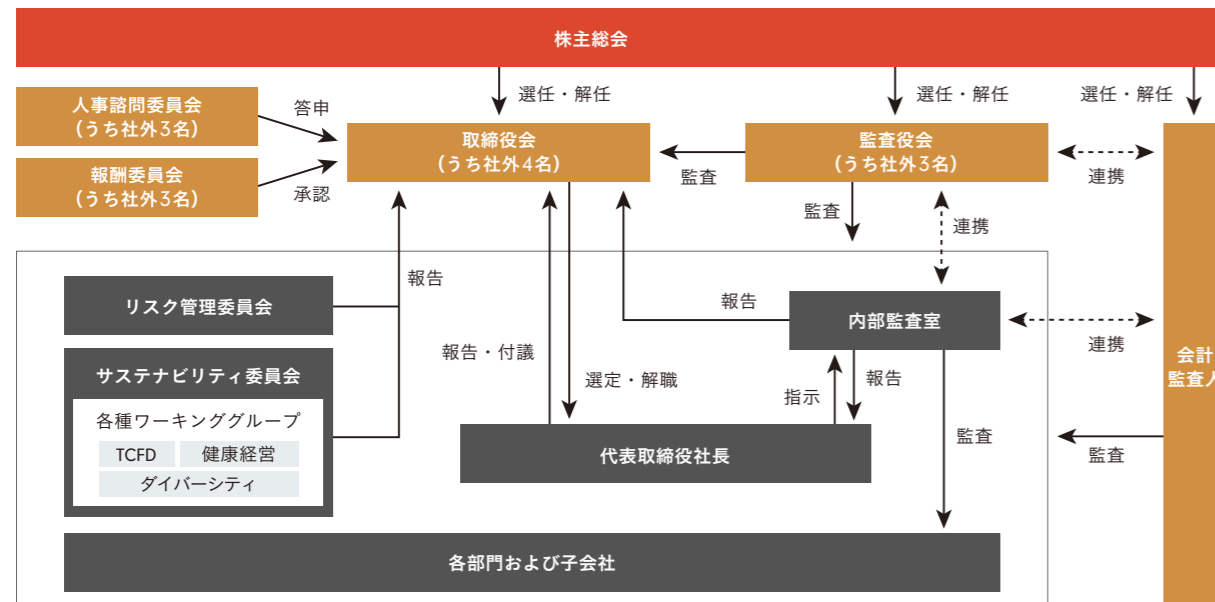 株主総会
選任・解任
選任・解任
選任・解任
人事諮問委員会
(うち社外3名)
答申
報酬委員会
(うち社外3名)
承認
取締役会
(うち社外4名)
監査
監査役会
(うち社外3名)
連携
監査
連携
報告
リスク管理委員会
報告
内部監査室
連携
会計
監査人
サステナビリティ委員会
各種ワーキンググループ
TCFD
健康経営
ダイバーシティ
報告・付議
選定・解職
指示
報告
代表取締役社長
監査
監査
各部門および子会社